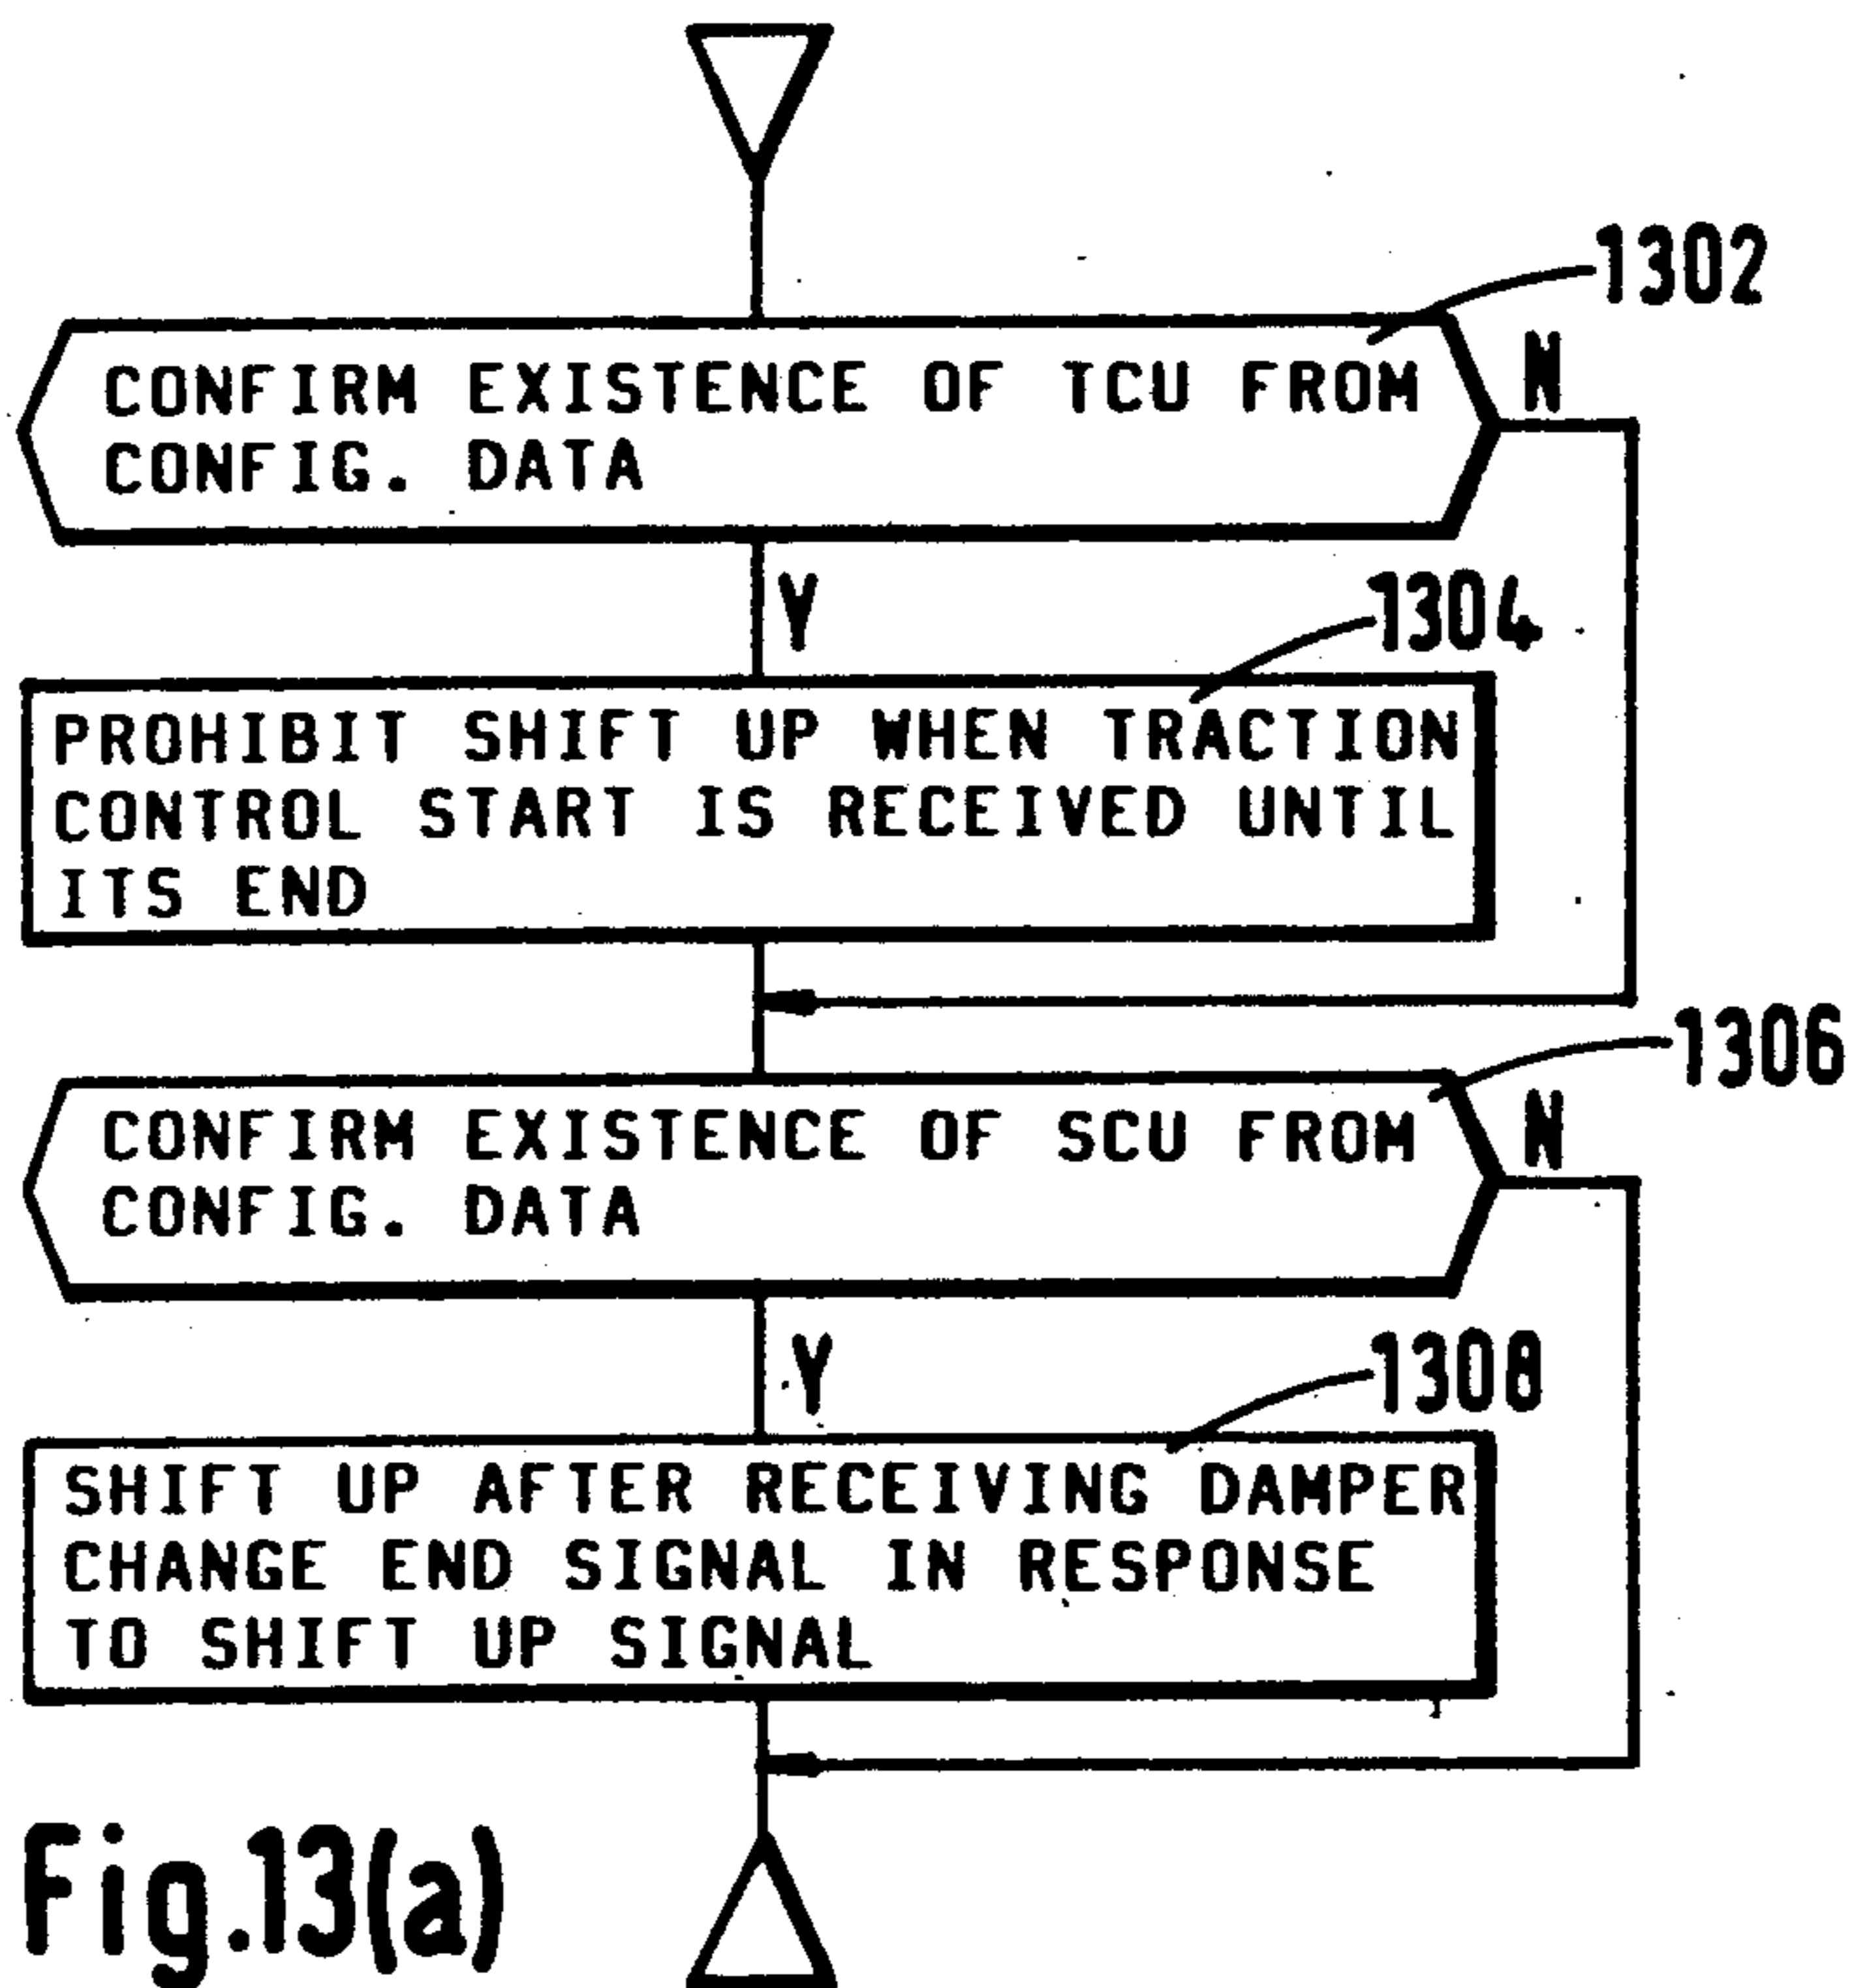 1302
CONFIRM EXISTENCE OF TCU FROM
CONFIG. DATA
N
Y
1304
PROHIBIT SHIFT UP WHEN TRACTION
CONTROL START IS RECEIVED UNTIL
ITS END
1306
CONFIRM EXISTENCE OF SCU FROM
CONFIG. DATA
N
Y
1308
SHIFT UP AFTER RECEIVING DAMPER
CHANGE END SIGNAL IN RESPONSE
TO SHIFT UP SIGNAL
Fig.13(a)